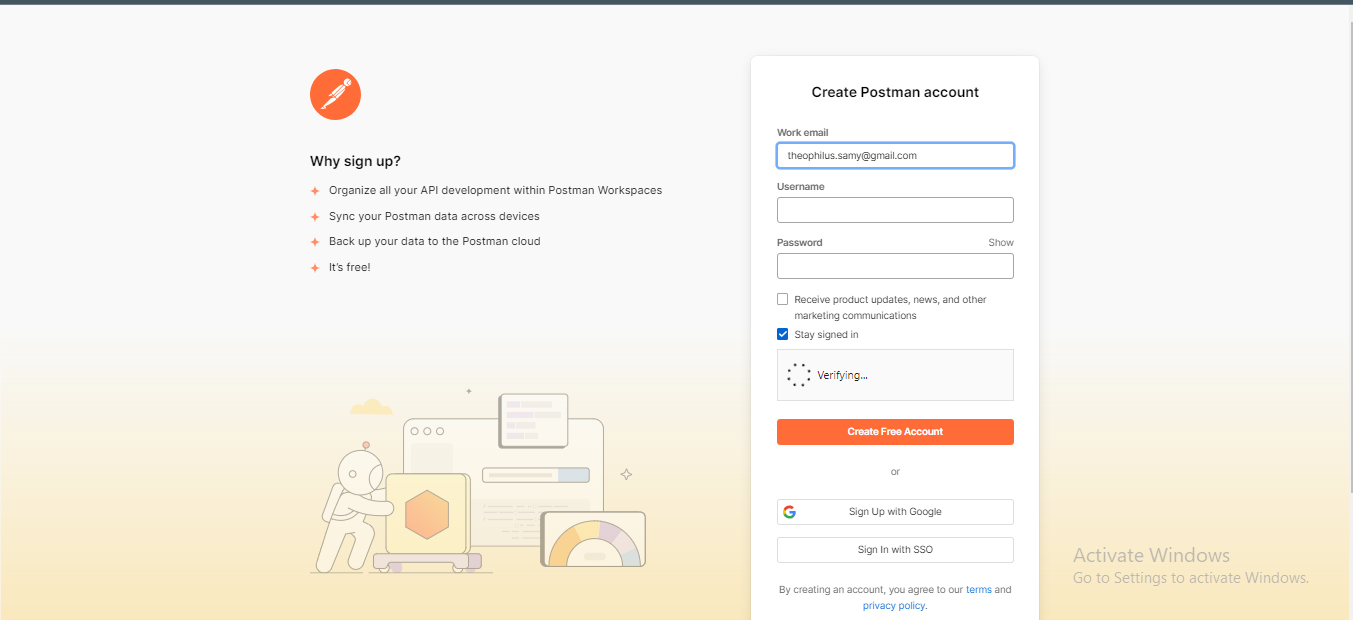 Why sign up?
Organize all your API development within Postman Workspaces
Sync your Postman data across devices
Back up your data to the Postman cloud
It's free!
Create Postman account
Work email
theophilus.samy@gmail.com
Username
Password
Show
Receive product updates, news, and other
marketing communications
Stay signed in
Verifying...
Create Free Account
or
Sign Up with Google
Sign In with SSO
By creating an account, you agree to our terms and
privacy policy.
Activate Windows
Go to Settings to activate Windows.